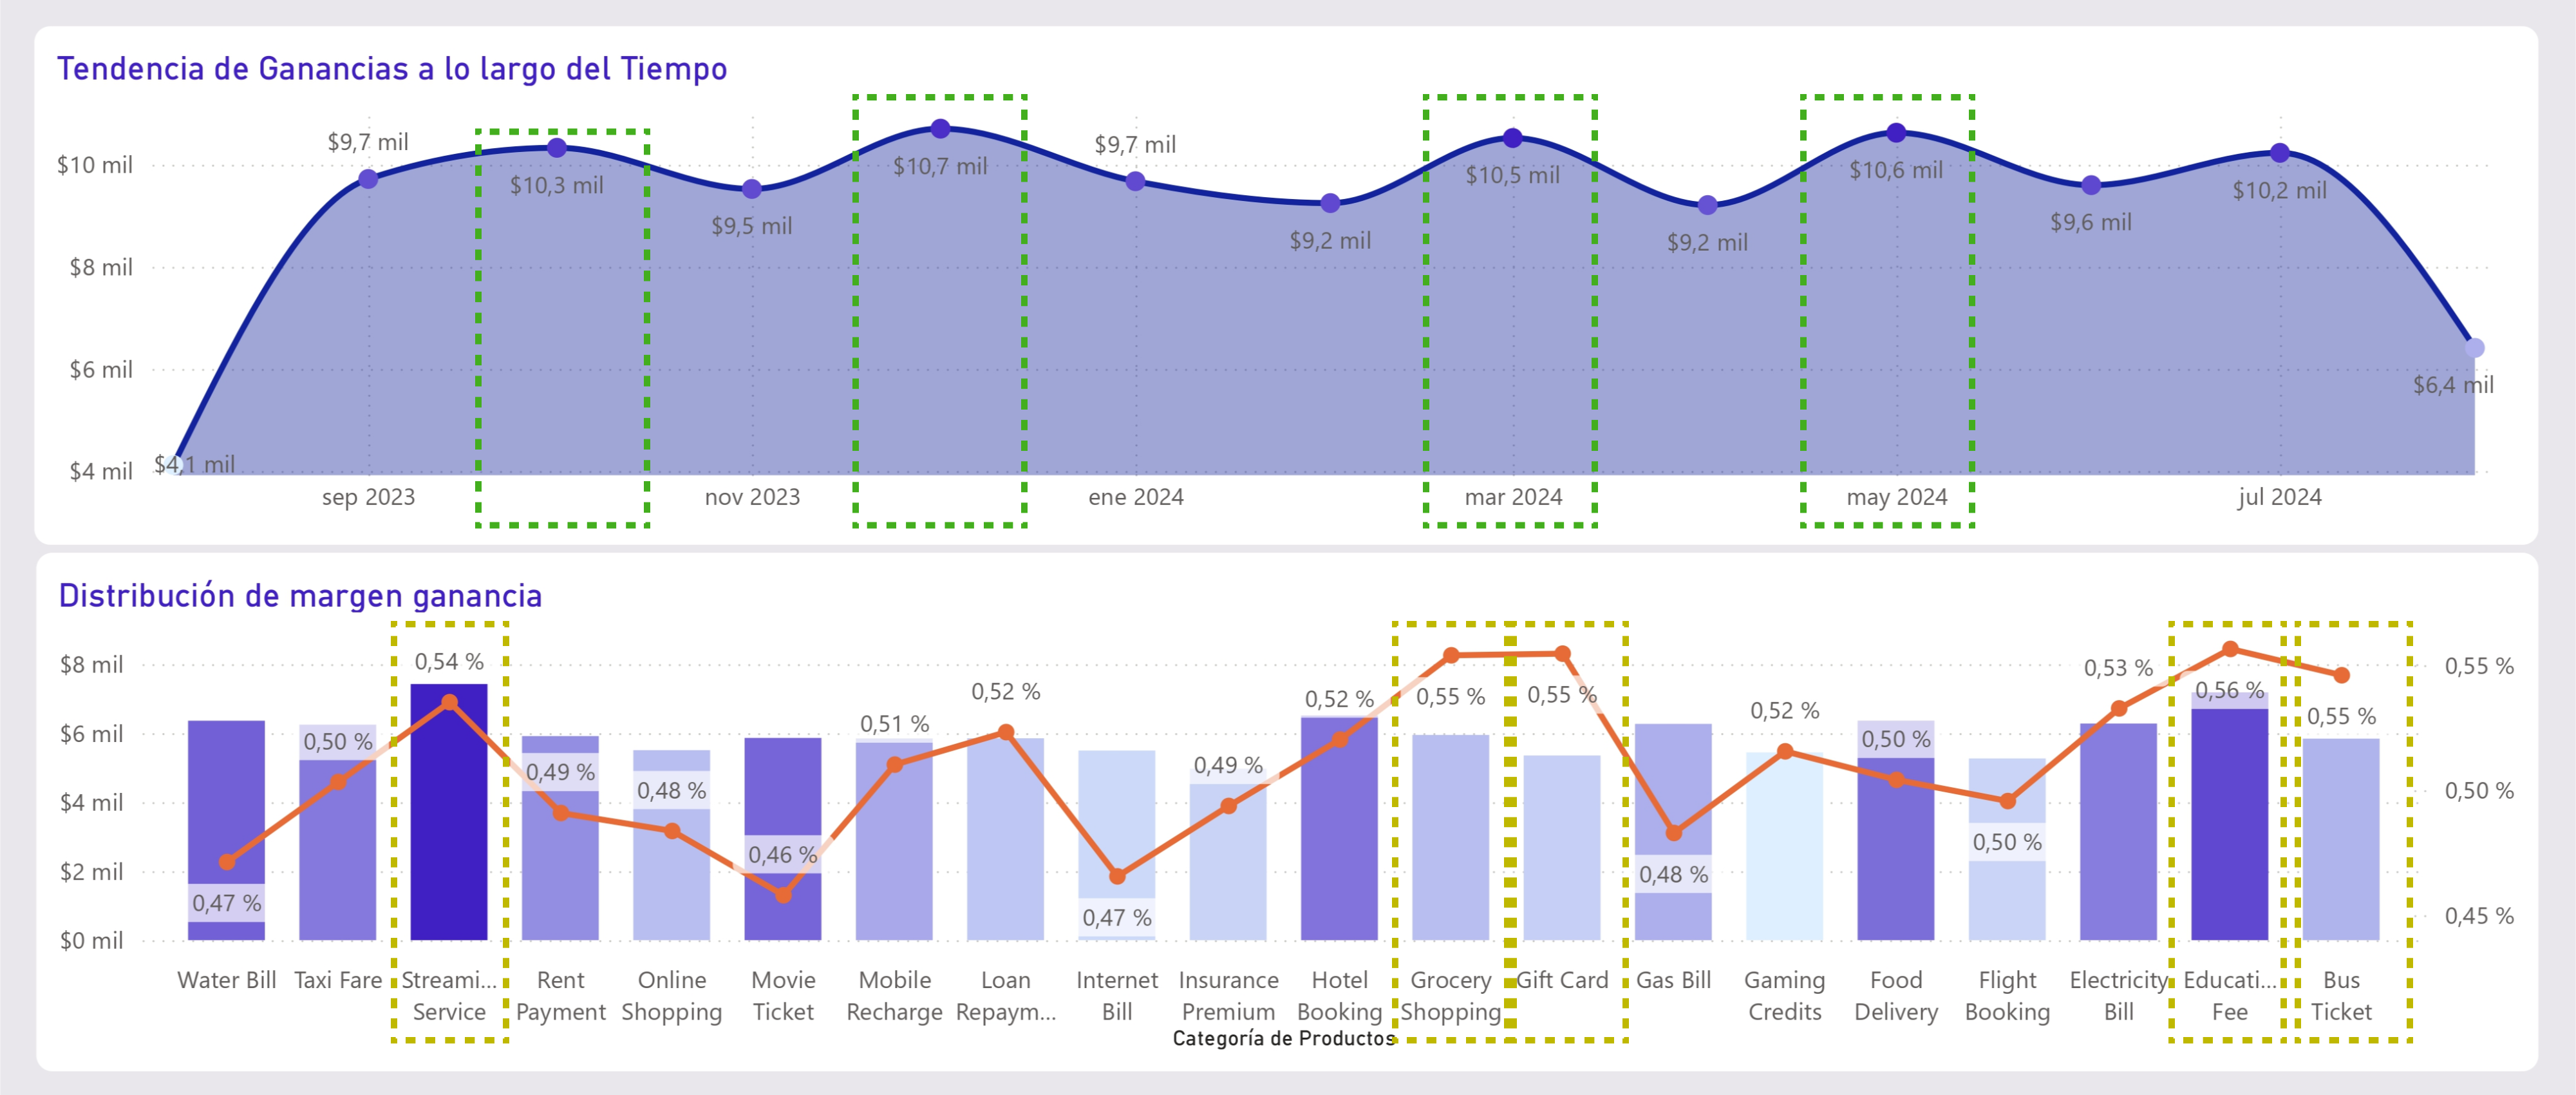 Tendencia de Ganancias a lo largo del Tiempo
$10 mil
$8 mil
$6 mil
$4 mil
$4,1 mil
$9,7 mil
$10,3 mil
$9,5 mil
$10,7 mil
$9,7 mil
$9,2 mil
$10,5 mil
$9,2 mil
$10,6 mil
$9,6 mil
$10,2 mil
$6,4 mil
sep 2023
nov 2023
ene 2024
mar 2024
may 2024
jul 2024
Distribución de margen ganancia
$8 mil
$6 mil
$4 mil
$2 mil
$0 mil
0,47 %
0,50 %
0,54 %
0,49 %
0,48 %
0,46 %
0,51 %
0,52 %
0,47 %
0,49 %
0,52 %
0,55 %
0,55 %
0,48 %
0,52 %
0,50 %
0,50 %
0,53 %
0,56 %
0,55 %
0,55 %
0,50 %
0,45 %
Water Bill
Taxi Fare
Streami...
Service
Rent
Payment
Online
Shopping
Movie
Ticket
Mobile
Recharge
Loan
Repaym...
Internet
Bill
Insurance
Premium
Hotel
Booking
Grocery
Shopping
Gift Card
Gas Bill
Gaming
Credits
Food
Delivery
Flight
Booking
Electricity
Bill
Educati...
Fee
Bus
Ticket
Categoría de Productos